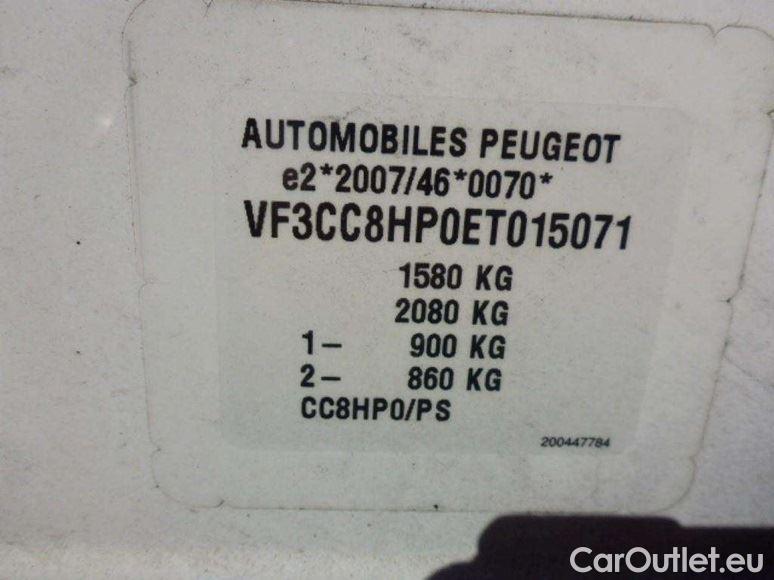 AUTOMOBILES PEUGEOT
e2*2007/46*0070*
VF3CC8HP0ET015071
1580 KG
2080 KG
1- 900 KG
2- 860 KG
CC8HP0/PS
200447784
CarOutlet.eu